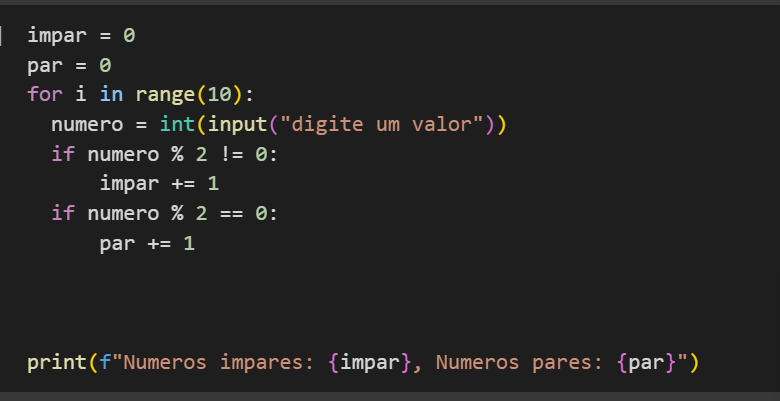 impar = 0
par = 0
for i in range(10):
  numero = int(input("digite um valor"))
  if numero % 2 != 0:
      impar += 1
  if numero % 2 == 0:
      par += 1
print(f"Numeros impares: {impar}, Numeros pares: {par}")